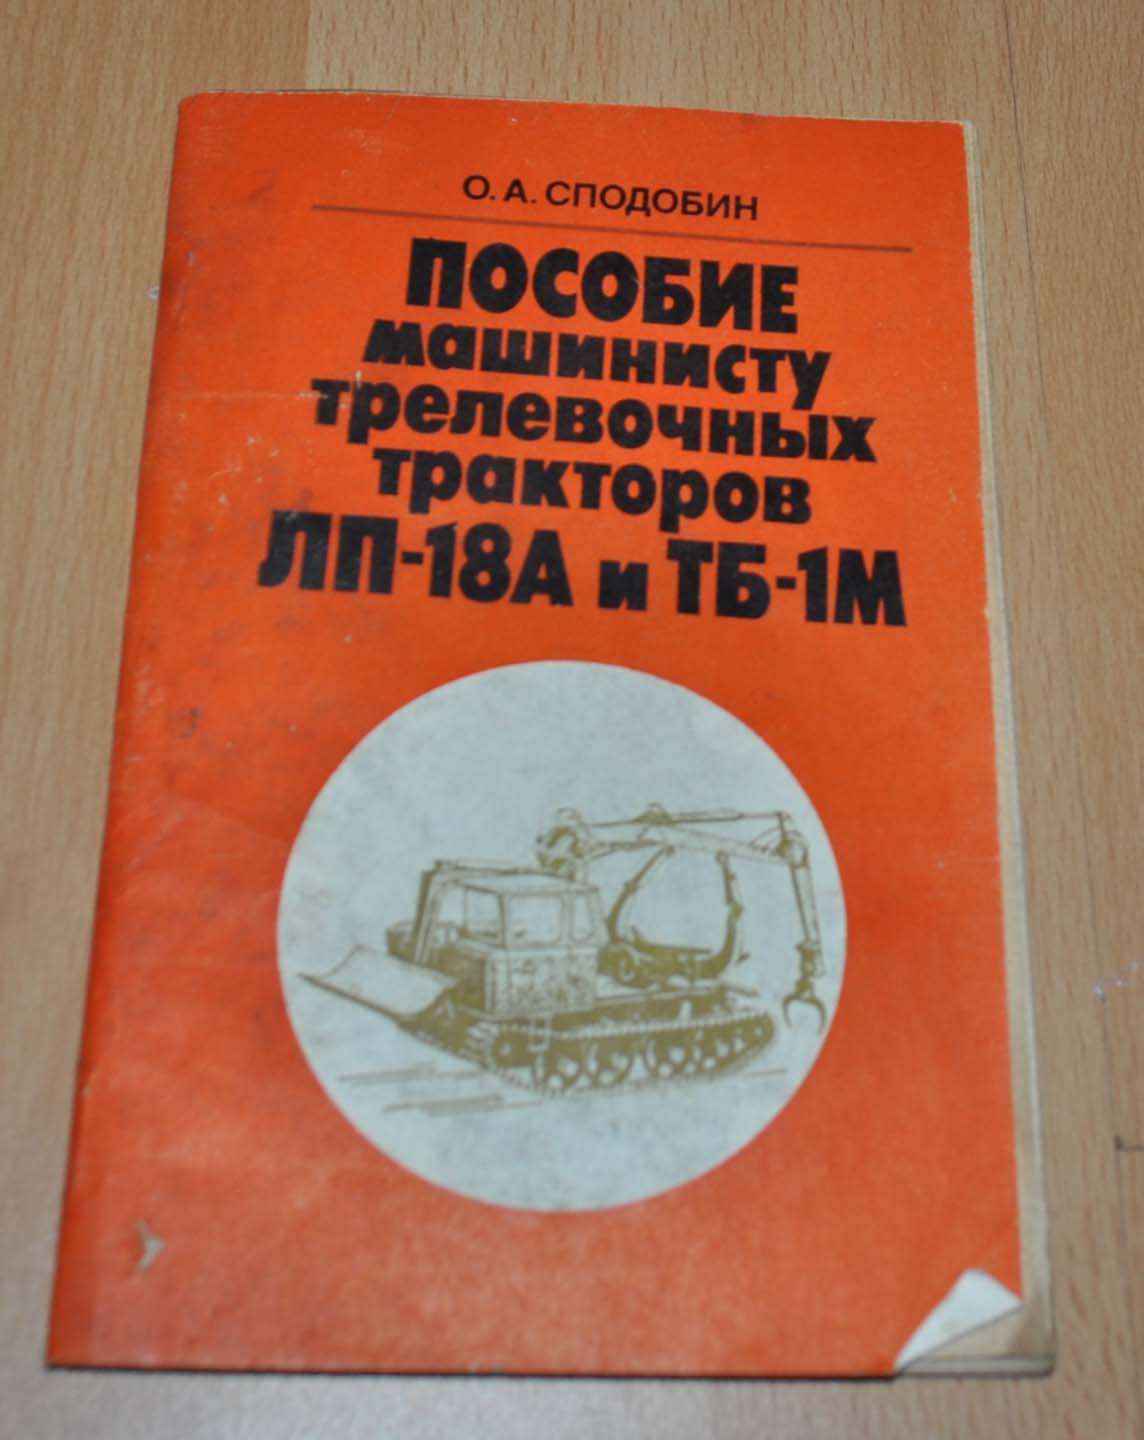 О. А. СПОДОБИН
ПОСОБИЕ
машинисту
трелевочных
тракторов
ЛП-18А и ТБ-1М